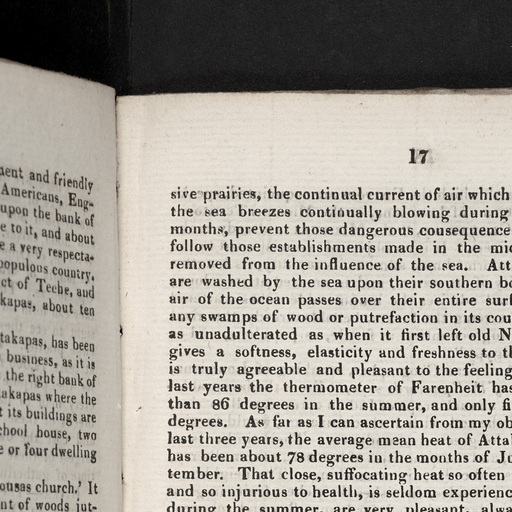 and friendly
Americans, Eng-
upon the bank of
to it, and about
a very respecta-
populous country.
ct of Teche, and
kapas, about ten
takapas, has been
business, as it is
the right bank of
akapas where the
its buildings are
chool house, two
or four dwelling
ousas church.' It
nt of woods jut-
17
sive prairies, the continual current of air which
the sea breezes continually blowing during
months, prevent those dangerous cousequence
follow those establishments made in the mi
removed from the influence of the sea. Att
are washed by the sea upon their southern bo
air of the ocean passes over their entire surf
any swamps of wood or putrefaction in its cou
as unadulterated as when it first left old N
gives a softness, elasticity and freshness to th
is truly agreeable and pleasant to the feeling
last years the thermometer of Farenheit has
than 86 degrees in the summer, and only fi
degrees. As far as I can ascertain from my ob
last three years, the average mean heat of Atta
has been about 78 degrees in the months of Ju
tember. That close, suffocating heat so often
and so injurious to health, is seldom experienc
during the summer, are very pleasant, alwa